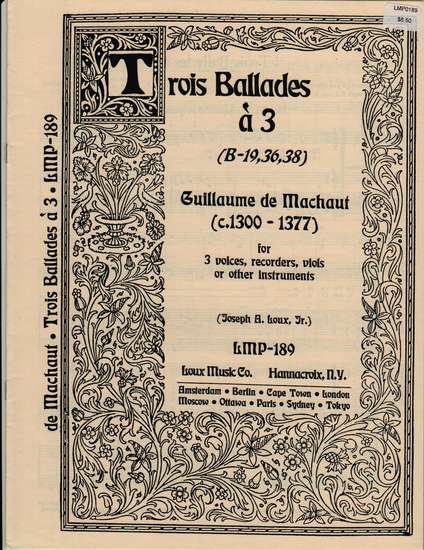 LMP0189
$8.50
Trois Ballades
à 3
(B-19,36,38)
Guillaume de Machaut
(c.1300 - 1377)
for
3 voices, recorders, viols
or other instruments
(Joseph A. Loux, Jr.)
LMP-189
Loux Music Co. Hannacroix, N.Y.
Amsterdam • Berlin • Cape Town • London
Moscow • Ottawa • Paris • Sydney • Tokyo
de Machaut • Trois Ballades à 3 • LMP-189